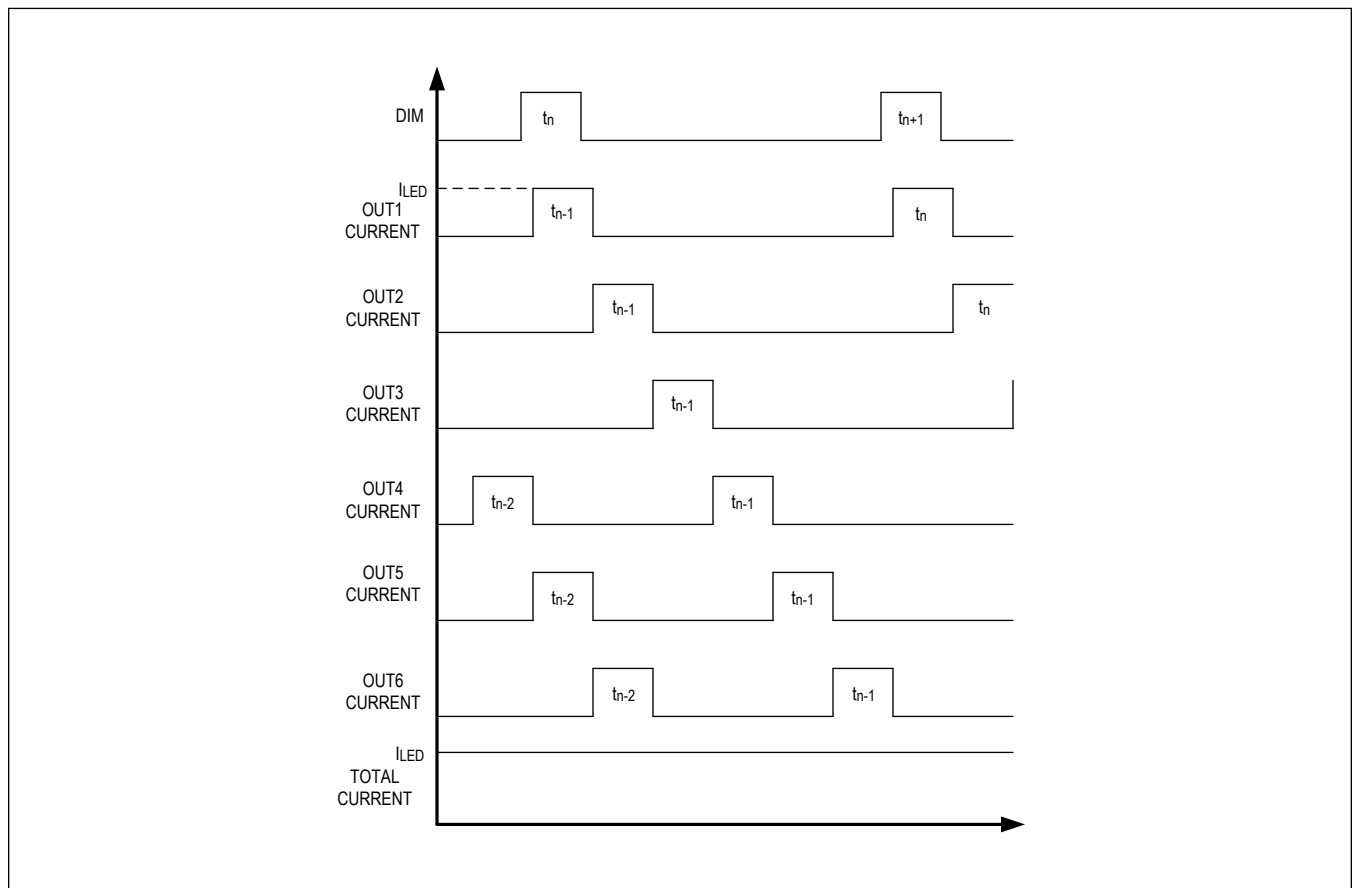 DIM
tn
tn+1
ILED
OUT1
CURRENT
tn-1
tn
OUT2
CURRENT
tn-1
tn
OUT3
CURRENT
tn-1
OUT4
CURRENT
tn-2
tn-1
OUT5
CURRENT
tn-2
tn-1
OUT6
CURRENT
tn-2
tn-1
ILED
TOTAL
CURRENT